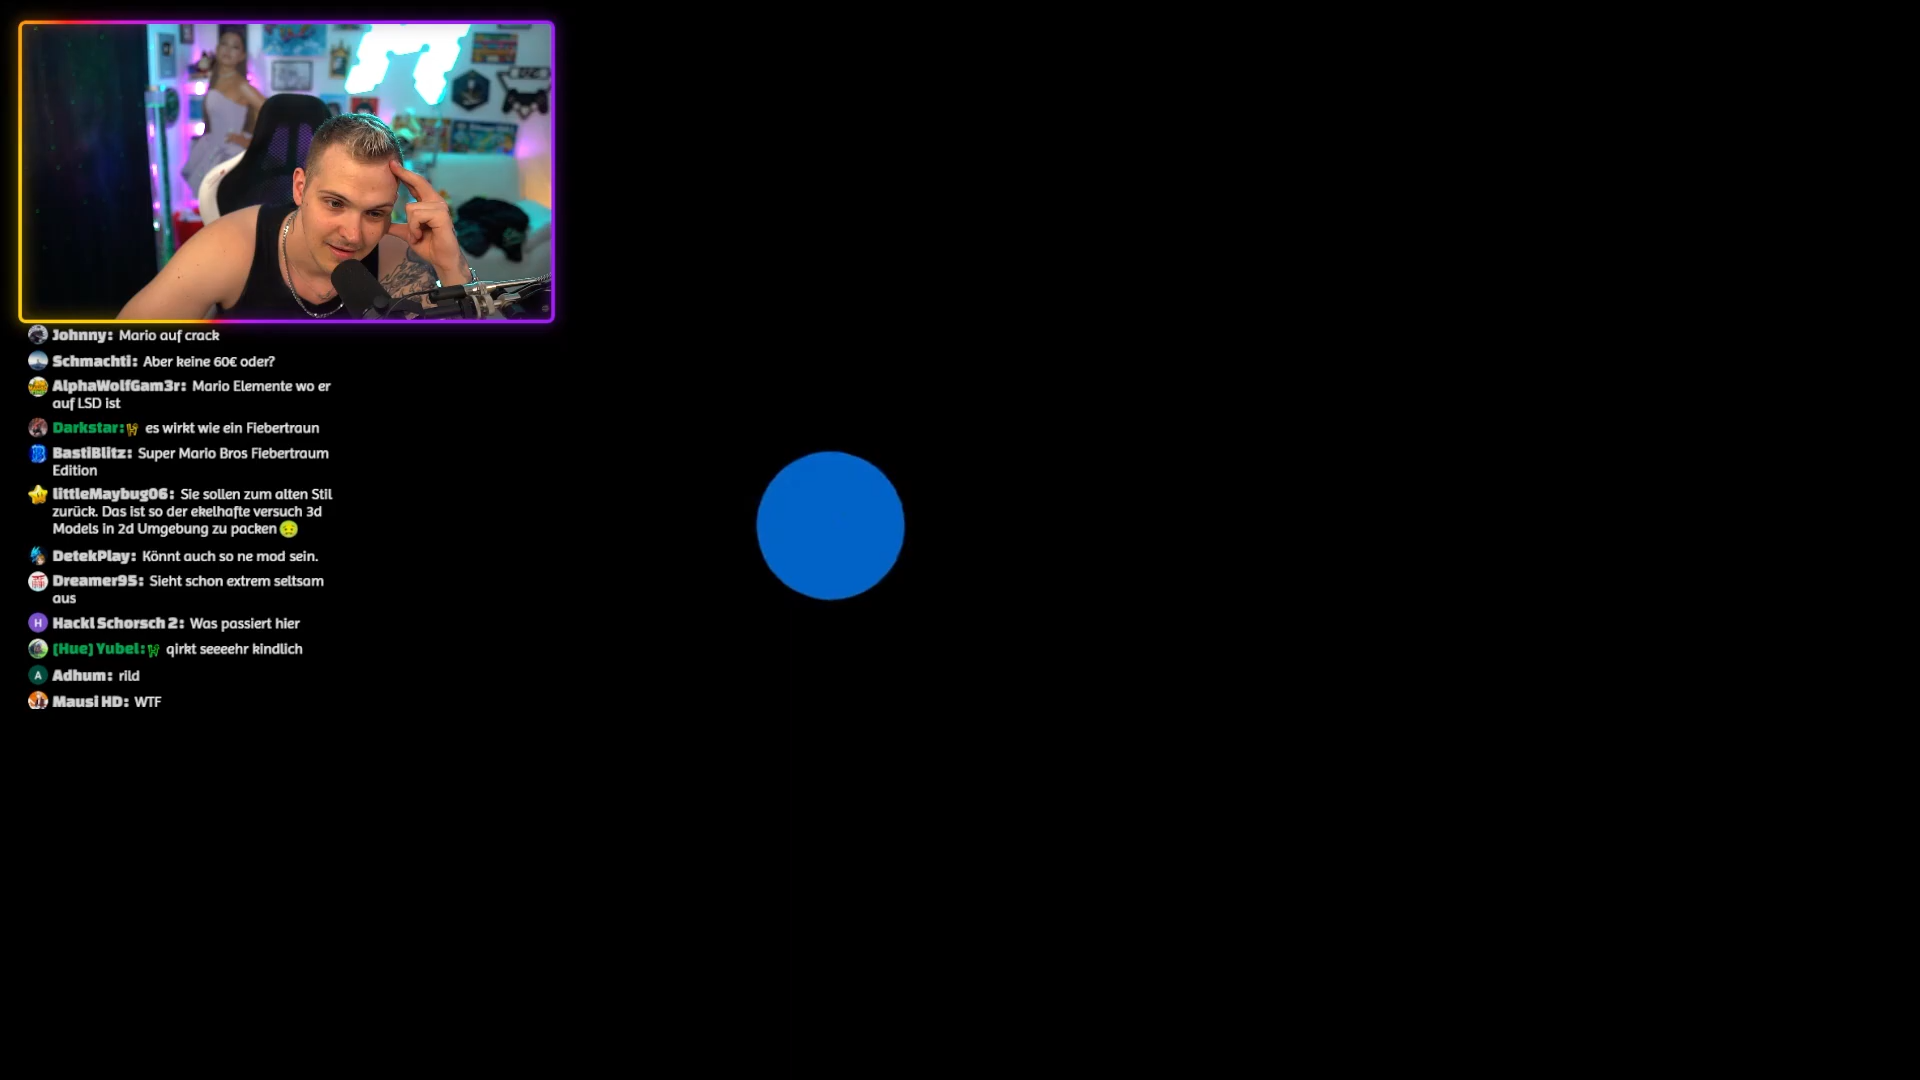 Johnny: Mario auf crack
Schmachti: Aber keine 60€ oder?
AlphaWolfGam3r: Mario Elemente wo er
auf LSD ist
Darkstar: es wirkt wie ein Fiebertraun
BastiBlitz: Super Mario Bros Fiebertraum
Edition
littleMaybug06: Sie sollen zum alten Stil
zurück. Das ist so der ekelhafte versuch 3d
Models in 2d Umgebung zu packen
DetekPlay: Könnt auch so ne mod sein.
Dreamer95: Sieht schon extrem seltsam
aus
H Hackl Schorsch 2: Was passiert hier
(Hue) Yubel: qirkt seeeehr kindlich
A Adhum: rild
Mausi HD: WTF